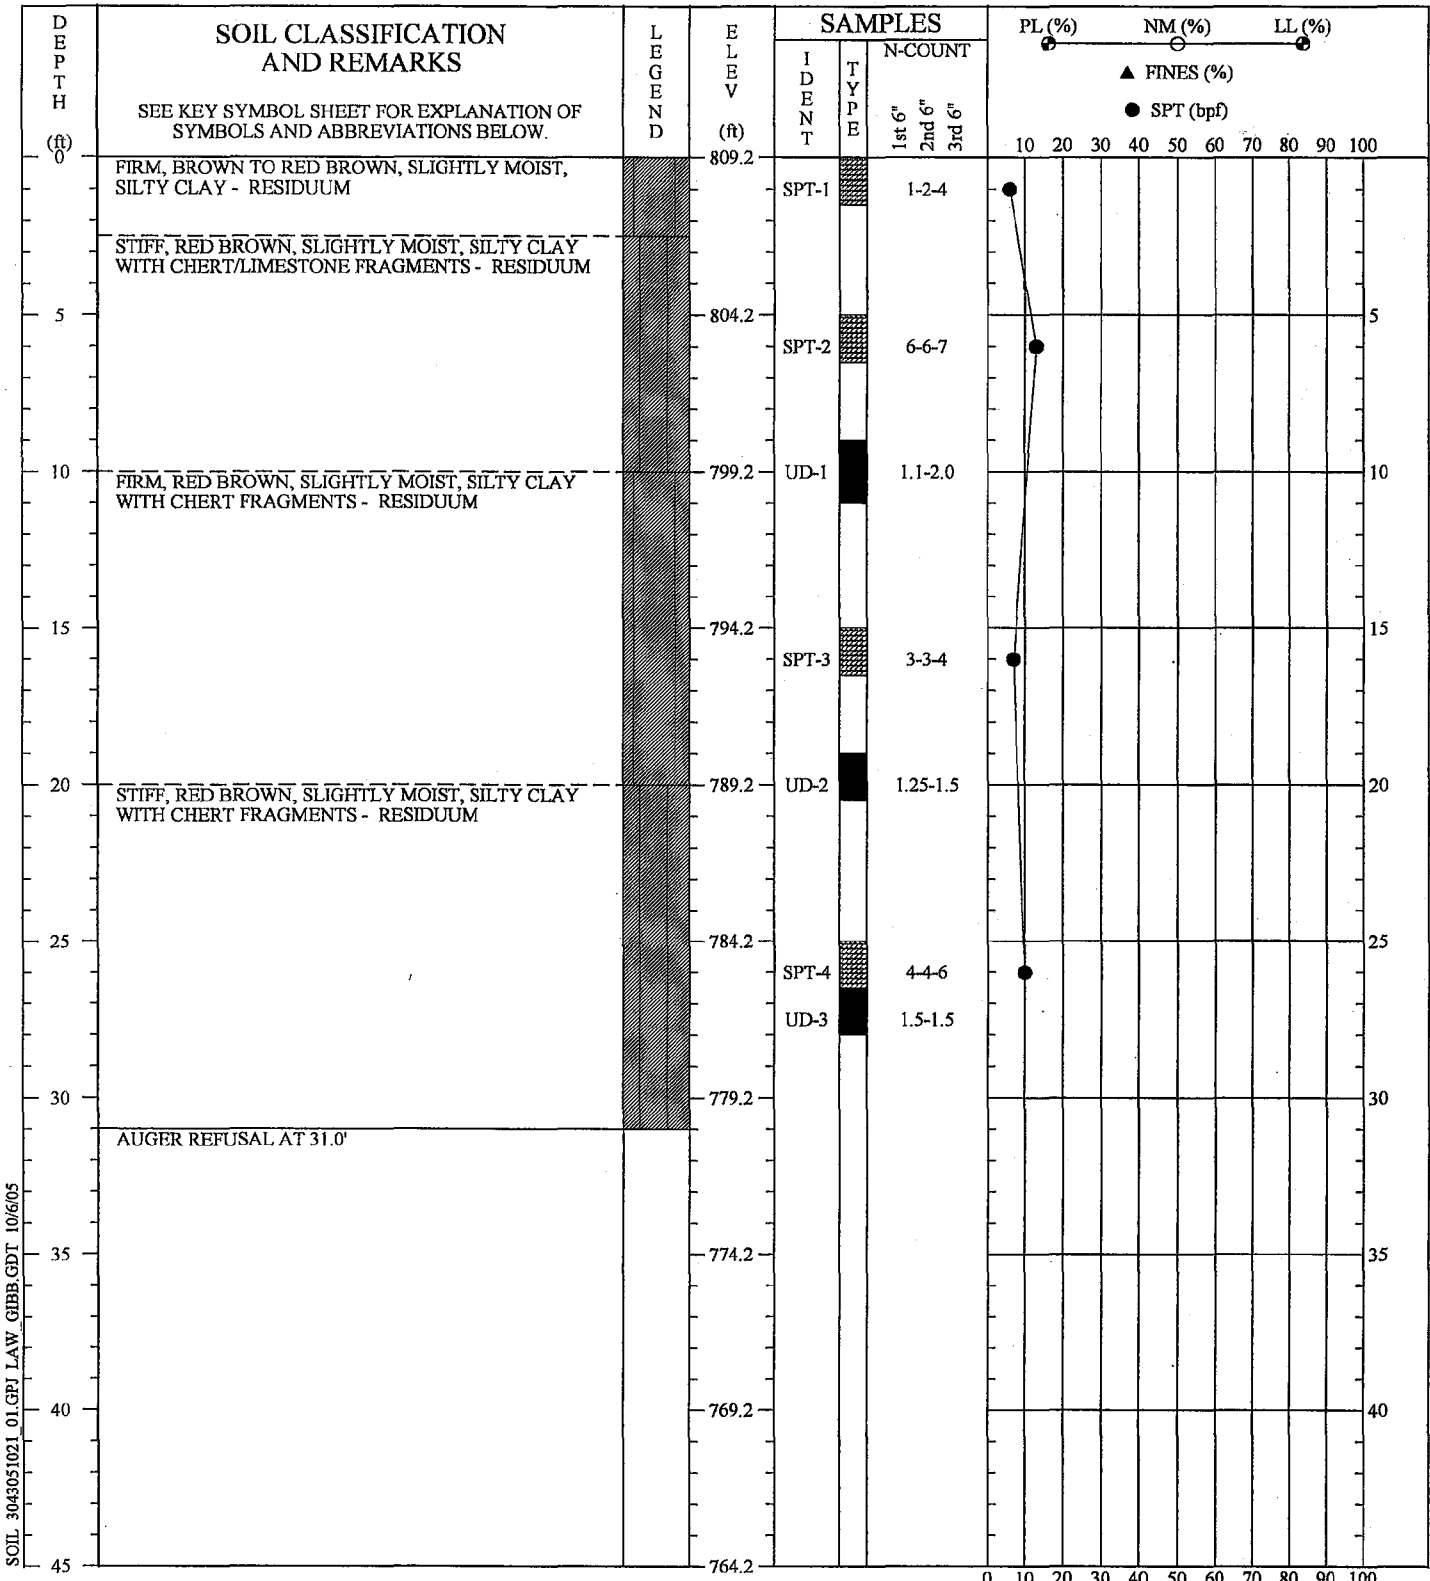 DEPTH (ft)
SOIL CLASSIFICATION
AND REMARKS
SEE KEY SYMBOL SHEET FOR EXPLANATION OF
SYMBOLS AND ABBREVIATIONS BELOW.
LEGEND
ELEV (ft)
SAMPLES
IDENT
TYPE
N-COUNT
1st 6"
2nd 6"
3rd 6"
PL (%) NM (%) LL (%)
▲ FINES (%)
● SPT (bpf)
10 20 30 40 50 60 70 80 90 100
0 809.2
FIRM, BROWN TO RED BROWN, SLIGHTLY MOIST,
SILTY CLAY - RESIDUUM
SPT-1 1-2-4
STIFF, RED BROWN, SLIGHTLY MOIST, SILTY CLAY
WITH CHERT/LIMESTONE FRAGMENTS - RESIDUUM
5 804.2 5
SPT-2 6-6-7
10 799.2 UD-1 1.1-2.0 10
FIRM, RED BROWN, SLIGHTLY MOIST, SILTY CLAY
WITH CHERT FRAGMENTS - RESIDUUM
15 794.2 15
SPT-3 3-3-4
20 789.2 UD-2 1.25-1.5 20
STIFF, RED BROWN, SLIGHTLY MOIST, SILTY CLAY
WITH CHERT FRAGMENTS - RESIDUUM
25 784.2 25
SPT-4 4-4-6
UD-3 1.5-1.5
30 779.2 30
AUGER REFUSAL AT 31.0'
35 774.2 35
40 769.2 40
45 764.2
0 10 20 30 40 50 60 70 80 90 100
SOIL 3043051021_01.GPJ LAW_GIBB.GDT 10/6/05